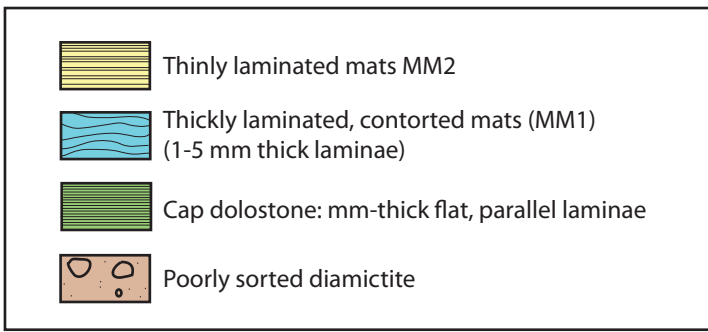 Thinly laminated mats MM2
Thickly laminated, contorted mats (MM1)
(1-5 mm thick laminae)
Cap dolostone: mm-thick flat, parallel laminae
Poorly sorted diamictite